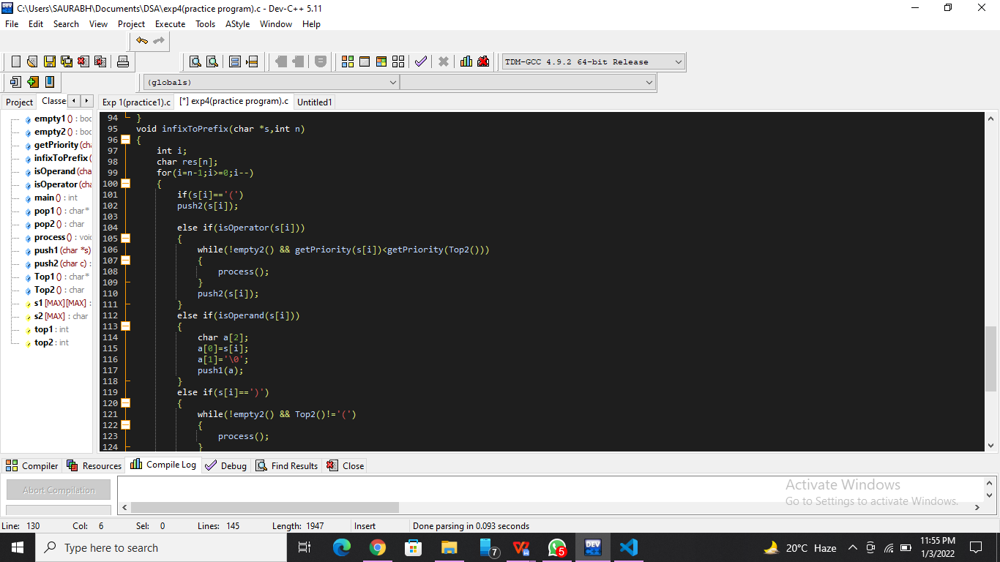 C:\Users\SAURABH\Documents\DSA\exp4(practice program).c - Dev-C++ 5.11
File Edit Search View Project Execute Tools AStyle Window Help
TDM-GCC 4.9.2 64-bit Release
(globals)
Project Classe Exp 1(practice1).c [*] exp4(practice program).c Untitled1
empty1 () : boo
empty2 () : boo
getPriority (cha
infixToPrefix (
isOperand (cha
isOperator (cha
main () : int
pop1 () : char*
pop2 () : char
process () : voi
push1 (char *s)
push2 (char c) :
Top1 () : char*
Top2 () : char
s1 [MAX][MAX] :
s2 [MAX] : char
top1 : int
top2 : int
94 }
95 void infixToPrefix(char *s,int n)
96 {
97 int i;
98 char res[n];
99 for(i=n-1;i>=0;i--)
100 {
101 if(s[i]=='(')
102 push2(s[i]);
103
104 else if(isOperator(s[i]))
105 {
106 while(!empty2() && getPriority(s[i])<getPriority(Top2()))
107 {
108 process();
109 }
110 push2(s[i]);
111 }
112 else if(isOperand(s[i]))
113 {
114 char a[2];
115 a[0]=s[i];
116 a[1]='\0';
117 push1(a);
118 }
119 else if(s[i]==')')
120 {
121 while(!empty2() && Top2()!='(')
122 {
123 process();
124 }
Compiler Resources Compile Log Debug Find Results Close
Abort Compilation
Activate Windows
Go to Settings to activate Windows.
Line: 130 Col: 6 Sel: 0 Lines: 145 Length: 1947 Insert Done parsing in 0.093 seconds
Type here to search
7
5
DEV
20°C Haze
11:55 PM
1/3/2022